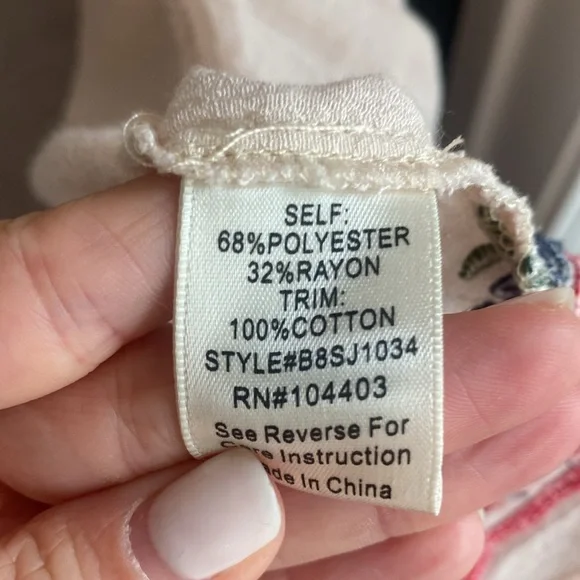 SELF:
68%POLYESTER
32%RAYON
TRIM:
100%COTTON
STYLE#B8SJ1034
RN#104403
See Reverse For
Care Instruction
Made In China